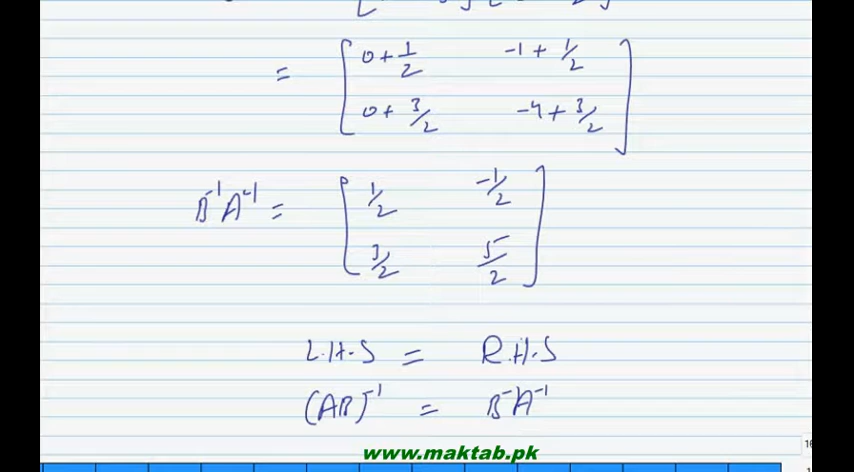 = [ 0 + 1/2   -1 + 1/2
0 + 3/2   -4 + 3/2 ]
B⁻¹A⁻¹ = [ 1/2   -1/2
3/2   5/2 ]
L.H.S = R.H.S
(AB)⁻¹ = B⁻¹A⁻¹
www.maktab.pk